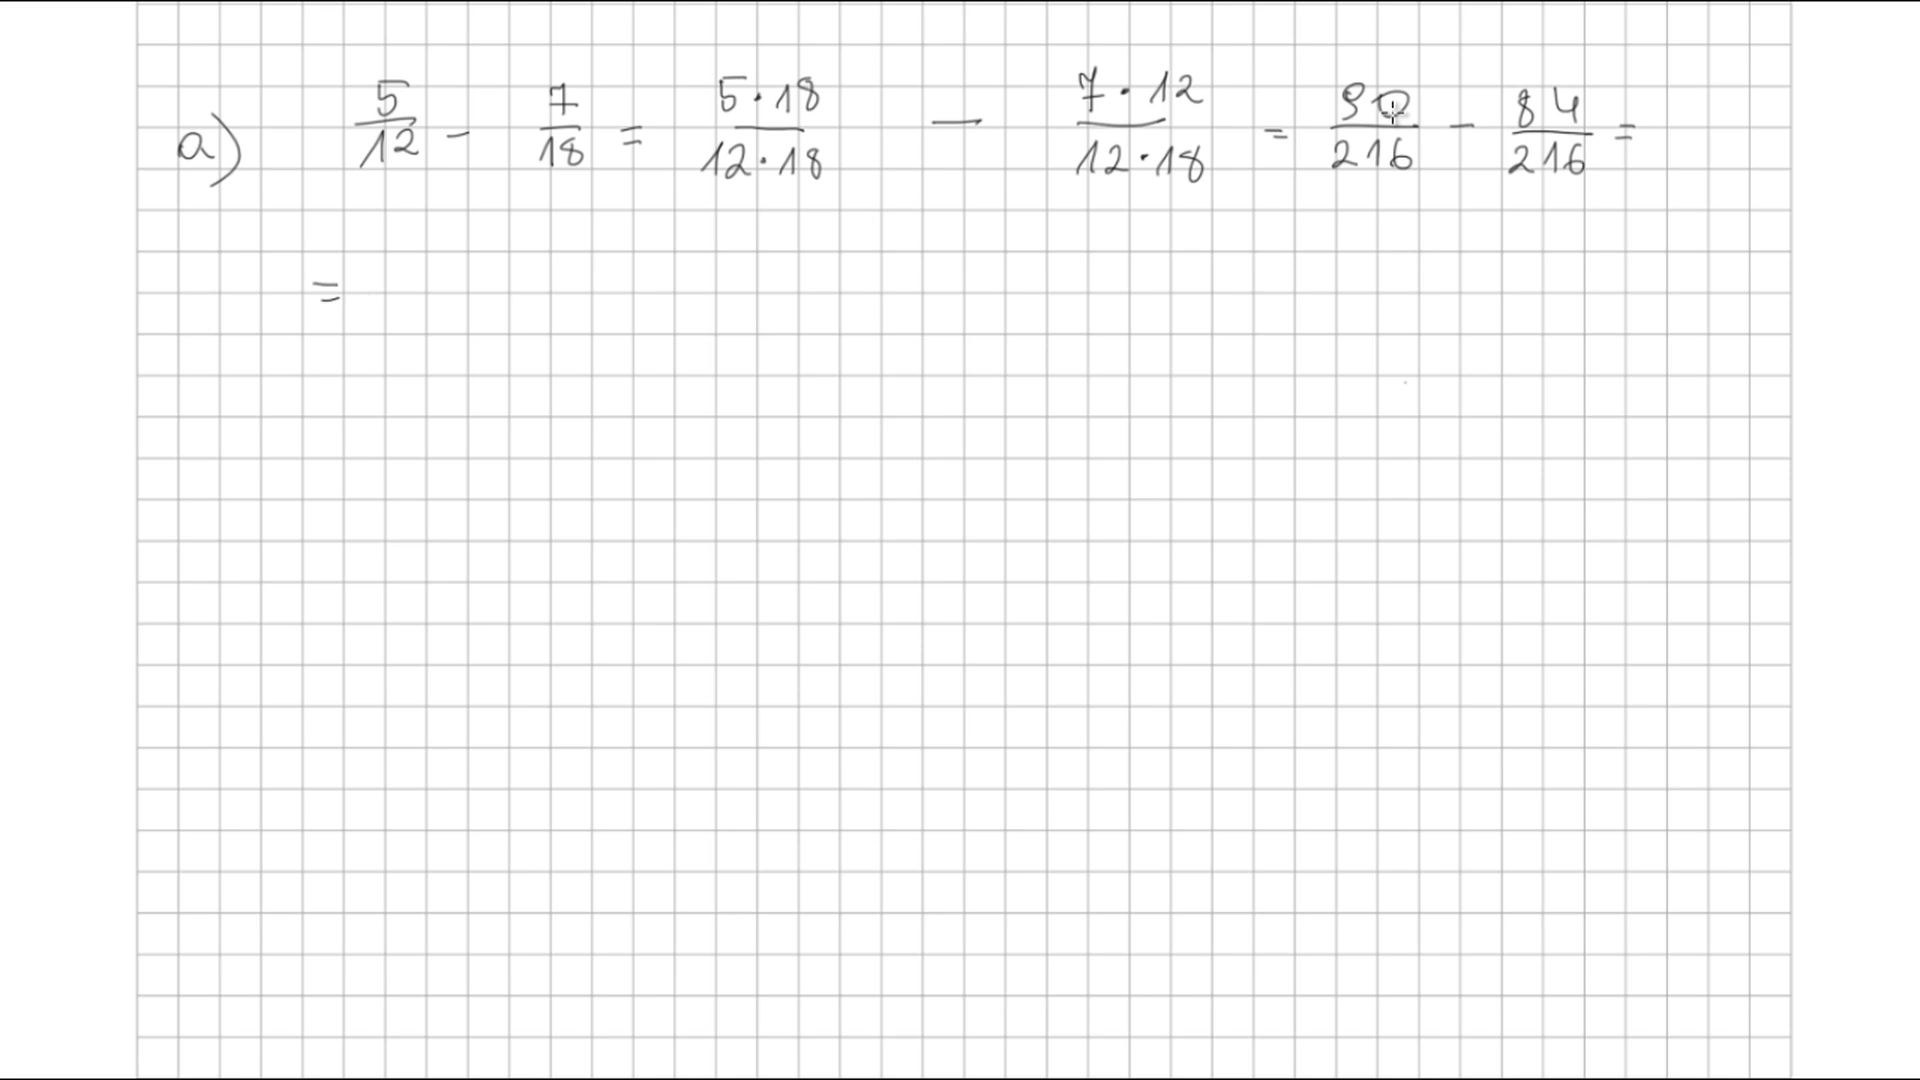 a) 5/12 - 7/18 = 5·18/12·18 — 7·12/12·18 = 90/216 - 84/216 =
=